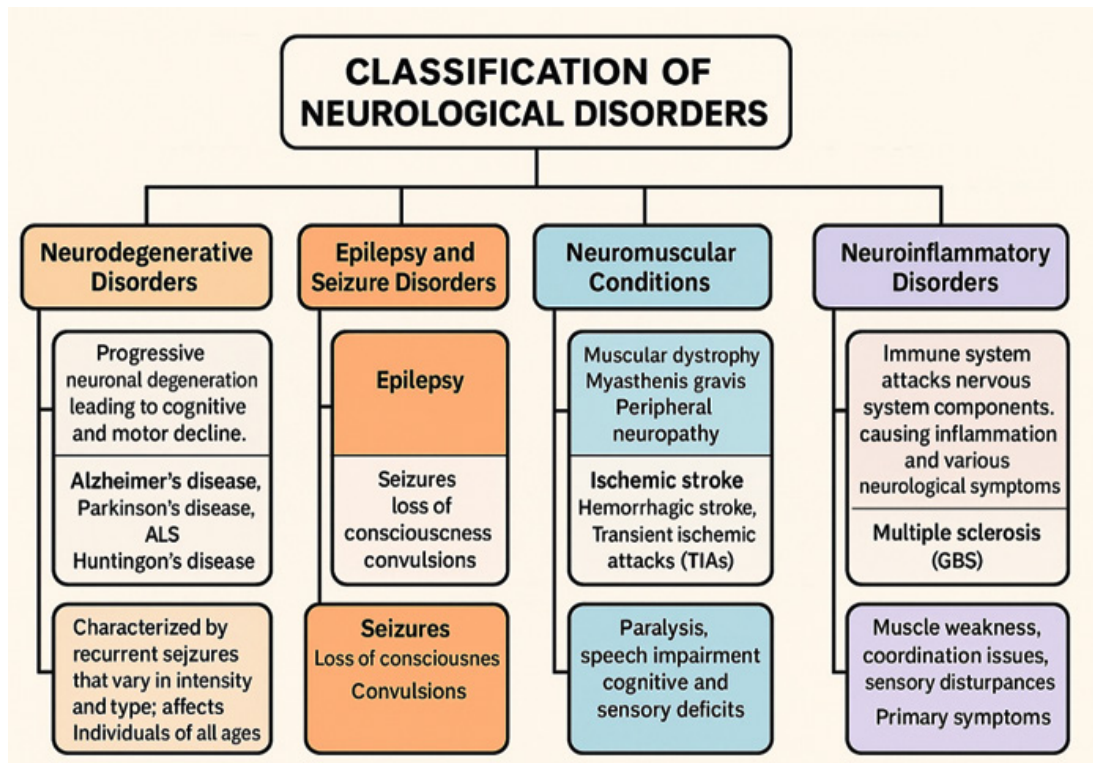 CLASSIFICATION OF
NEUROLOGICAL DISORDERS
Neurodegenerative
Disorders
Progressive
neuronal degeneration
leading to cognitive
and motor decline.
Alzheimer's disease,
Parkinson's disease,
ALS
Huntingon's disease
Characterized by
recurrent sejzures
that vary in intensity
and type; affects
Individuals of all ages
Epilepsy and
Seizure Disorders
Epilepsy
Seizures
loss of
consciouscness
convulsions
Seizures
Loss of consciousnes
Convulsions
Neuromuscular
Conditions
Muscular dystrophy
Myasthenis gravis
Peripheral
neuropathy
Ischemic stroke
Hemorrhagic stroke,
Transient ischemic
attacks (TIAs)
Paralysis,
speech impairment
cognitive and
sensory deficits
Neuroinflammatory
Disorders
Immune system
attacks nervous
system components.
causing inflammation
and various
neurological symptoms
Multiple sclerosis
(GBS)
Muscle weakness,
coordination issues,
sensory disturpances
Primary symptoms